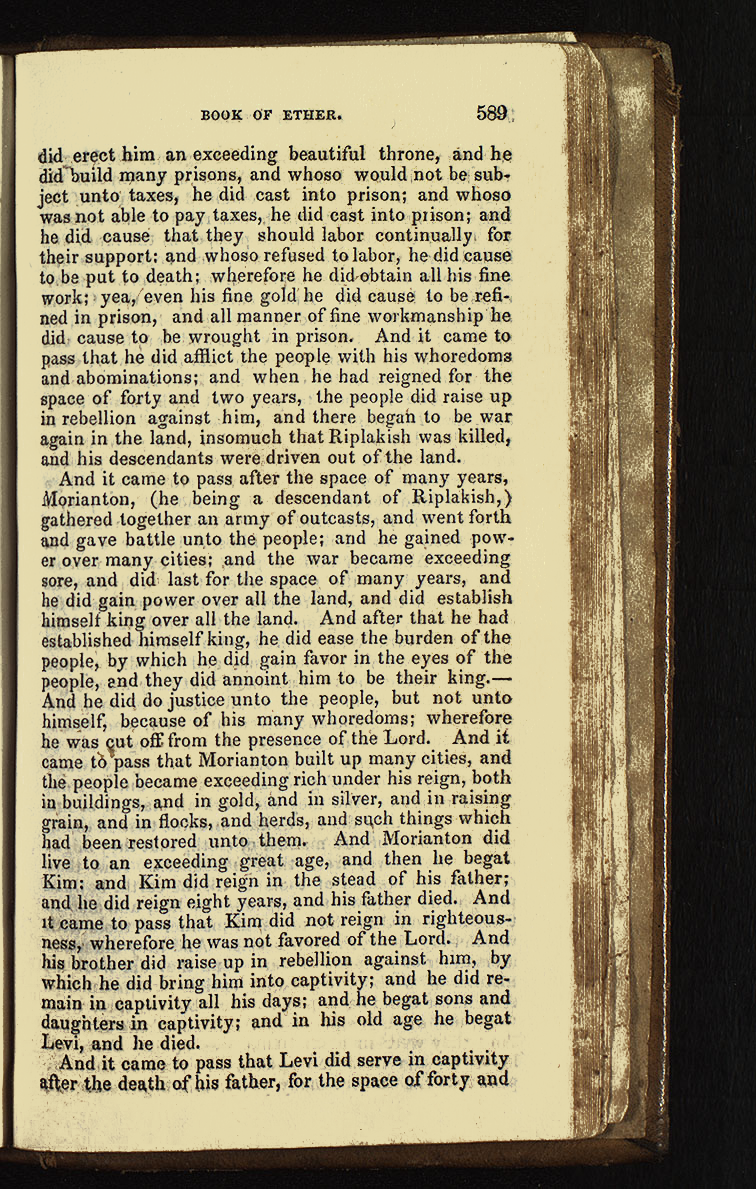 BOOK OF ETHER. 589
did erect him an exceeding beautiful throne, and he
did build many prisons, and whoso would not be sub-
ject unto taxes, he did cast into prison; and whoso
was not able to pay taxes, he did cast into prison; and
he did cause that they should labor continually for
their support: and whoso refused to labor, he did cause
to be put to death; wherefore he did obtain all his fine
work; yea, even his fine gold he did cause to be refi-
ned in prison, and all manner of fine workmanship he
did cause to be wrought in prison. And it came to
pass that he did afflict the people with his whoredoms
and abominations; and when he had reigned for the
space of forty and two years, the people did raise up
in rebellion against him, and there began to be war
again in the land, insomuch that Riplakish was killed,
and his descendants were driven out of the land.
And it came to pass after the space of many years,
Morianton, (he being a descendant of Riplakish,)
gathered together an army of outcasts, and went forth
and gave battle unto the people; and he gained pow-
er over many cities; and the war became exceeding
sore, and did last for the space of many years, and
he did gain power over all the land, and did establish
himself king over all the land. And after that he had
established himself king, he did ease the burden of the
people, by which he did gain favor in the eyes of the
people, and they did annoint him to be their king.—
And he did do justice unto the people, but not unto
himself, because of his many whoredoms; wherefore
he was cut off from the presence of the Lord. And it
came to pass that Morianton built up many cities, and
the people became exceeding rich under his reign, both
in buildings, and in gold, and in silver, and in raising
grain, and in flocks, and herds, and such things which
had been restored unto them. And Morianton did
live to an exceeding great age, and then he begat
Kim; and Kim did reign in the stead of his father;
and he did reign eight years, and his father died. And
it came to pass that Kim did not reign in righteous-
ness, wherefore he was not favored of the Lord. And
his brother did raise up in rebellion against him, by
which he did bring him into captivity; and he did re-
main in captivity all his days; and he begat sons and
daughters in captivity; and in his old age he begat
Levi, and he died.
And it came to pass that Levi did serve in captivity
after the death of his father, for the space of forty and